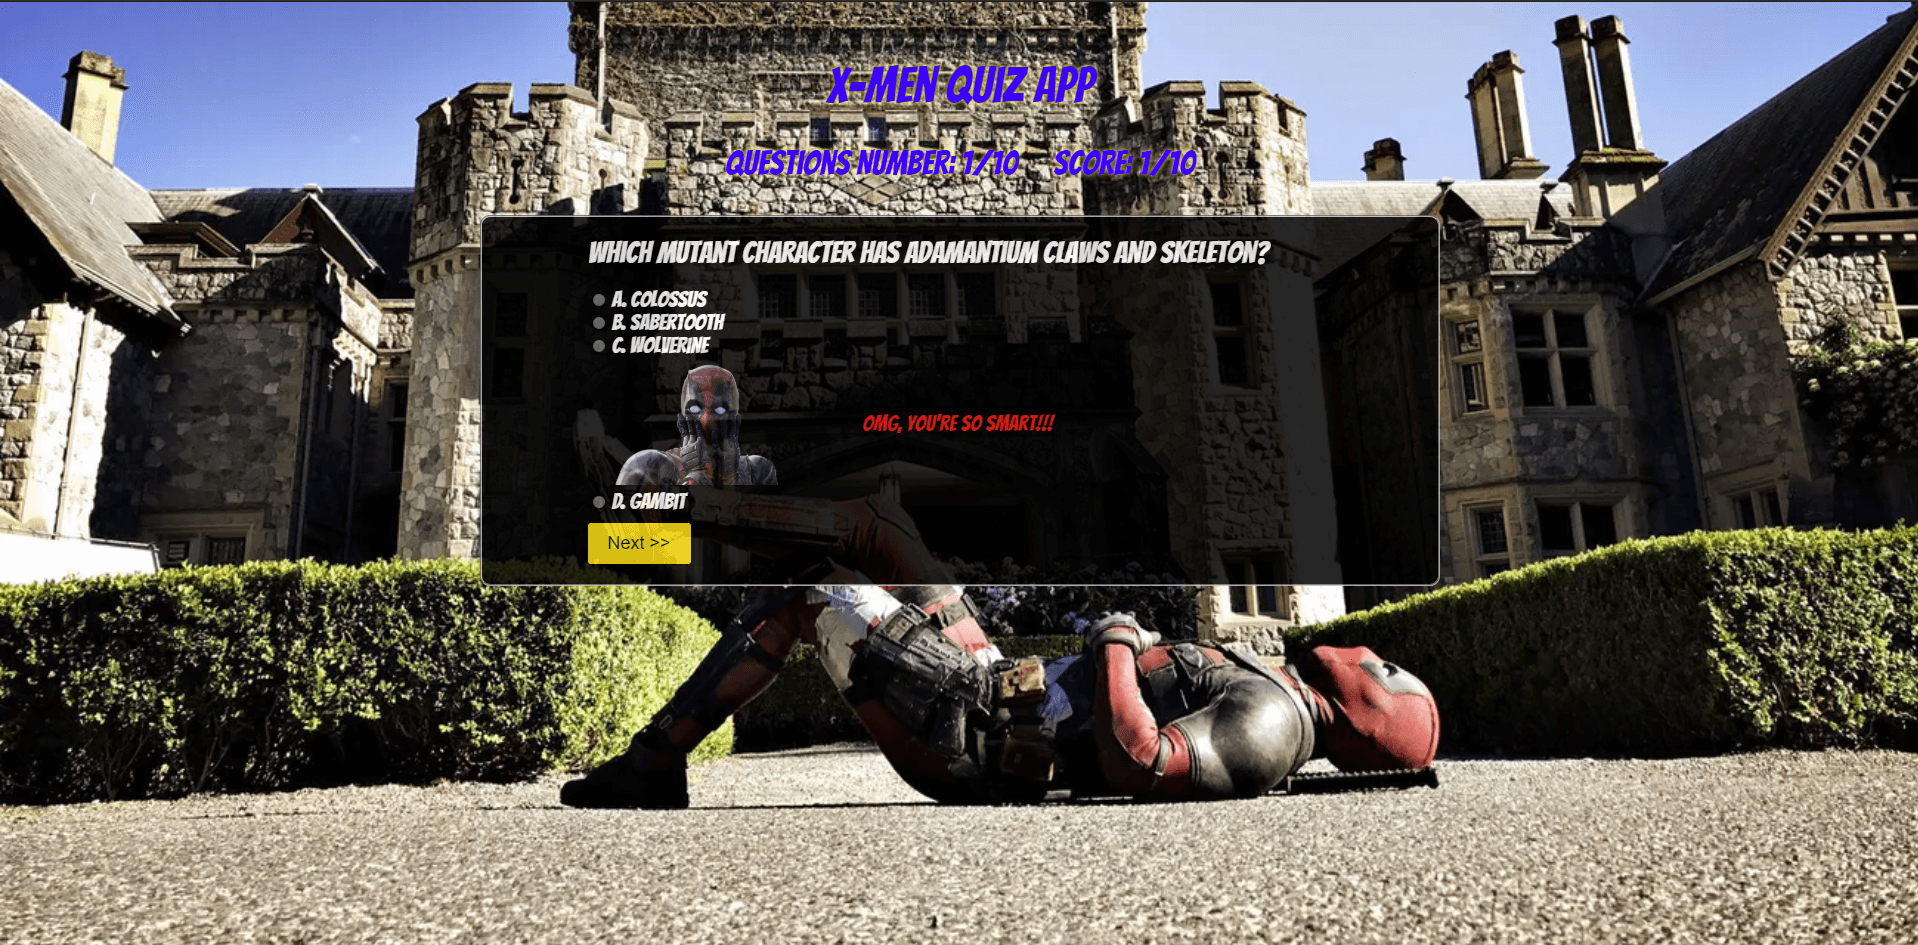 X-MEN QUIZ APP
QUESTIONS NUMBER: 1/10 SCORE: 1/10
WHICH MUTANT CHARACTER HAS ADAMANTIUM CLAWS AND SKELETON?
A. COLOSSUS
B. SABERTOOTH
C. WOLVERINE
OMG, YOU'RE SO SMART!!!
D. GAMBIT
Next >>